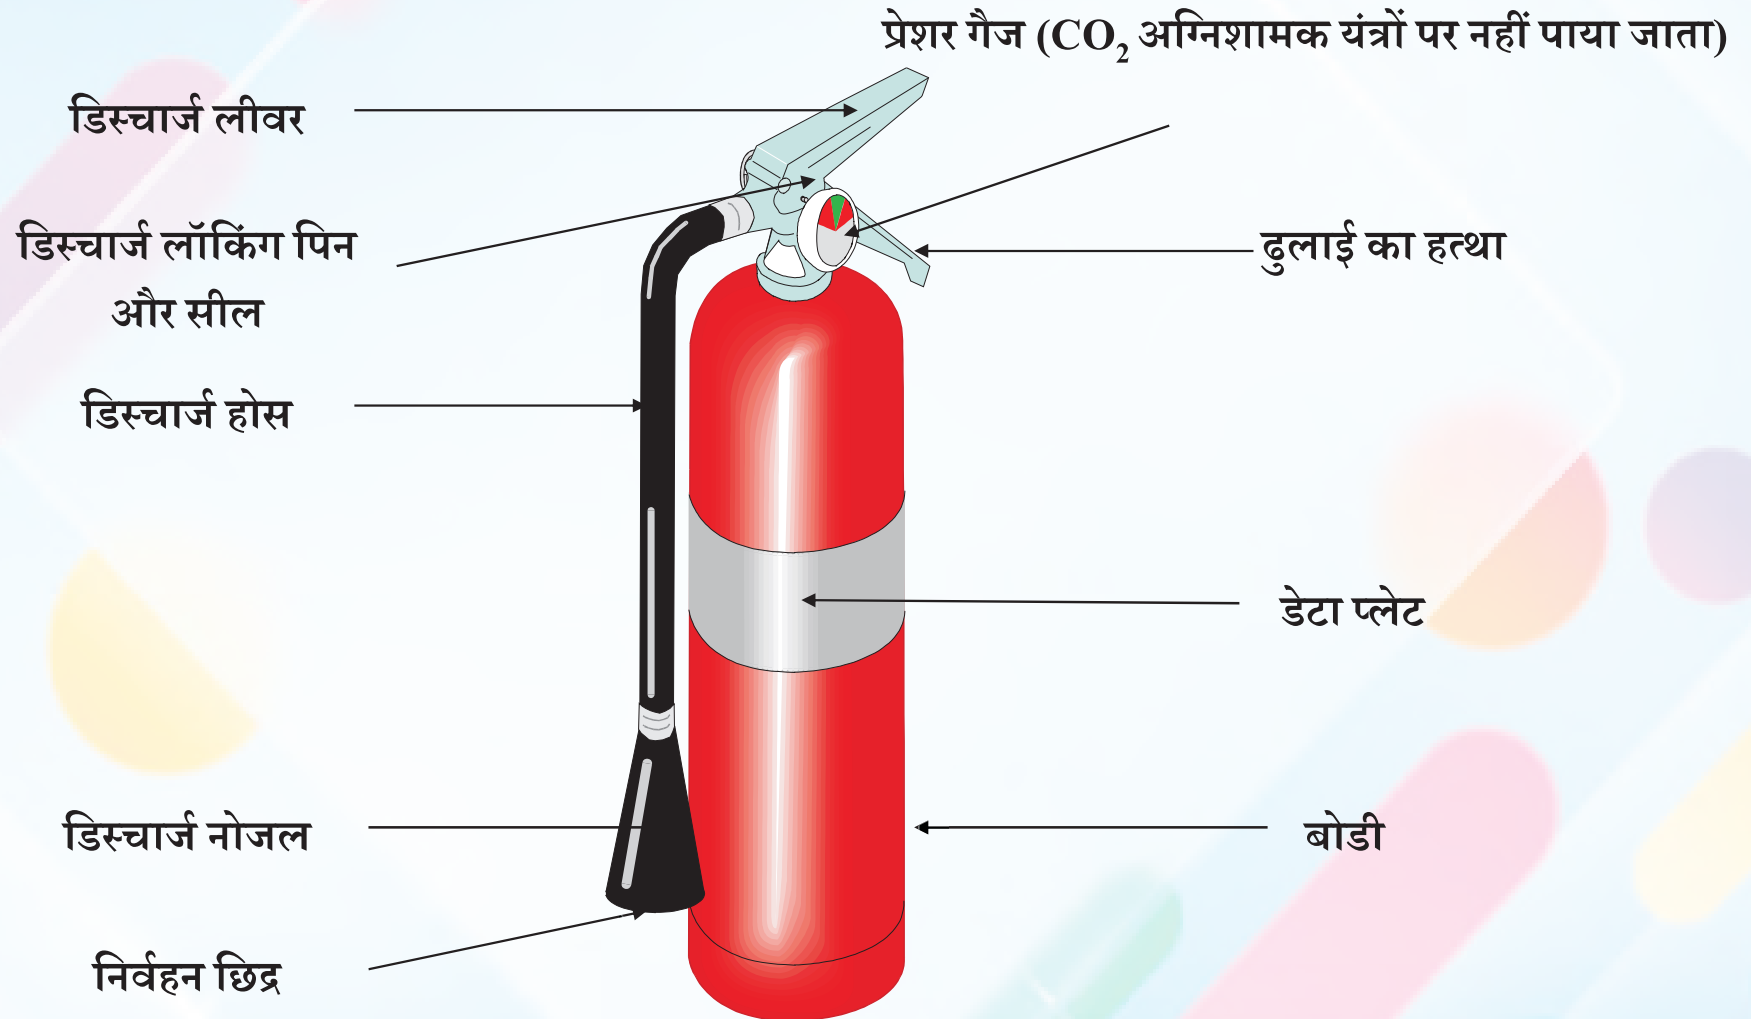 प्रेशर गैज (CO₂ अग्निशामक यंत्रों पर नहीं पाया जाता)
डिस्चार्ज लीवर
डिस्चार्ज लॉकिंग पिन
और सील
ढुलाई का हत्था
डिस्चार्ज होस
डेटा प्लेट
डिस्चार्ज नोजल
बोडी
निर्वहन छिद्र